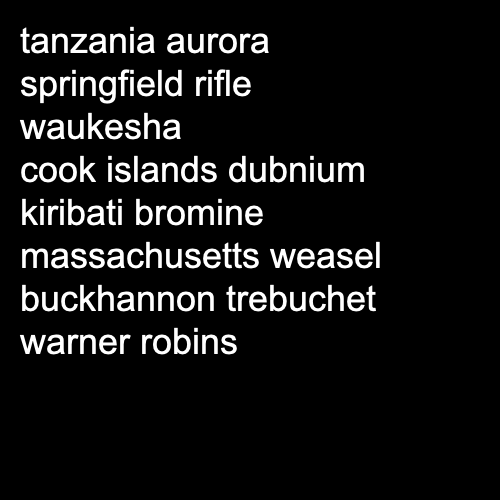 tanzania aurora
springfield rifle
waukesha
cook islands dubnium
kiribati bromine
massachusetts weasel
buckhannon trebuchet
warner robins